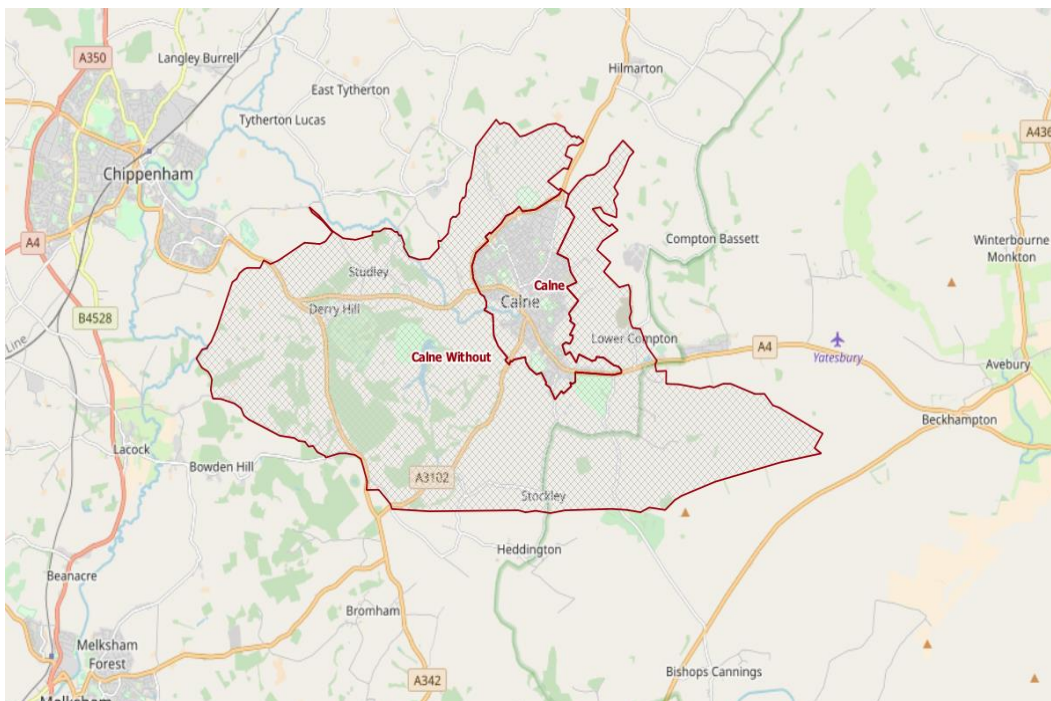 A350
Langley Burrell
Hilmarton
East Tytherton
Tytherton Lucas
A436
Chippenham
A4
Compton Bassett
Winterbourne
Monkton
Studley
Calne
Calne
Derry Hill
B4528
Line
Lower Compton
A4
Yatesbury
Calne Without
Avebury
Beckhampton
Lacock
Bowden Hill
A3102
Stockley
Heddington
Beanacre
Bromham
Melksham
Forest
Bishops Cannings
A342
Melksham